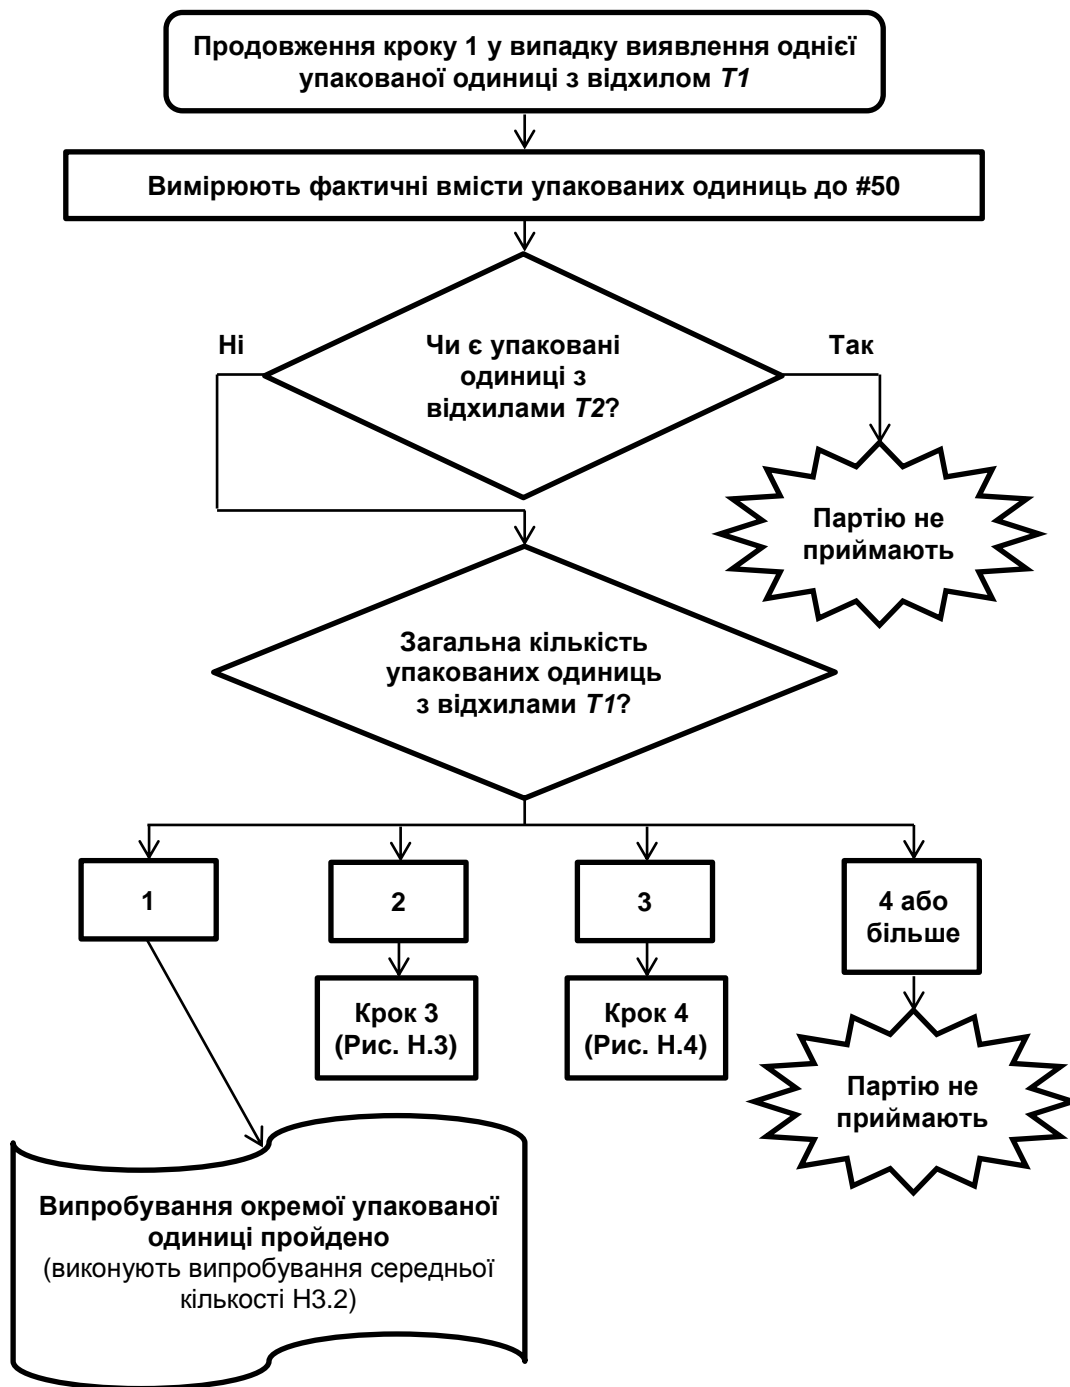 Продовження кроку 1 у випадку виявлення однієї
упакованої одиниці з відхилом T1
Вимірюють фактичні вмісти упакованих одиниць до #50
Ні
Чи є упаковані
одиниці з
відхилами T2?
Так
Партію не
приймають
Загальна кількість
упакованих одиниць
з відхилами T1?
1
2
3
4 або
більше
Крок 3
(Рис. Н.3)
Крок 4
(Рис. Н.4)
Партію не
приймають
Випробування окремої упакованої
одиниці пройдено
(виконують випробування середньої
кількості Н3.2)